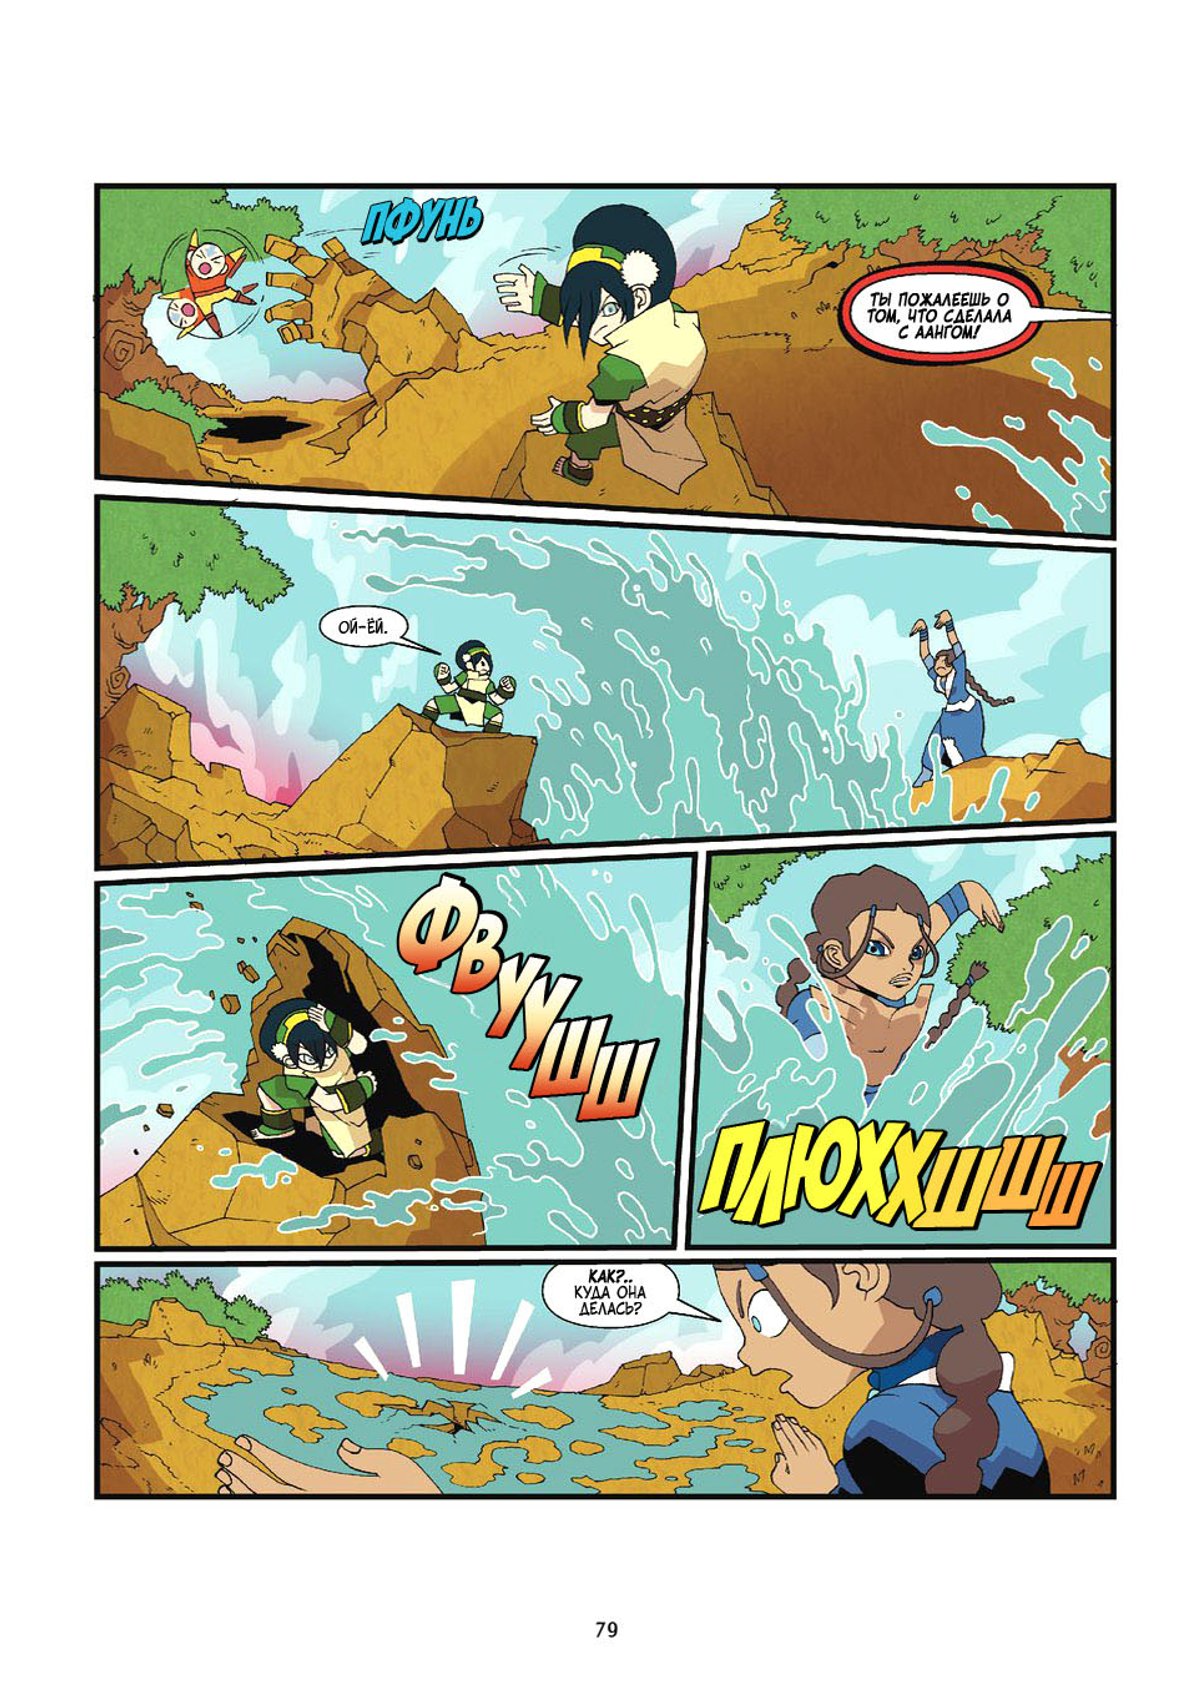 ПФУНЬ
ТЫ ПОЖАЛЕЕШЬ О
ТОМ, ЧТО СДЕЛАЛА
С ААНГОМ!
ОЙ-ЁЙ.
ФВУУШШ
ПЛЮХХШШШ
КАК?..
КУДА ОНА
ДЕЛАСЬ?
79